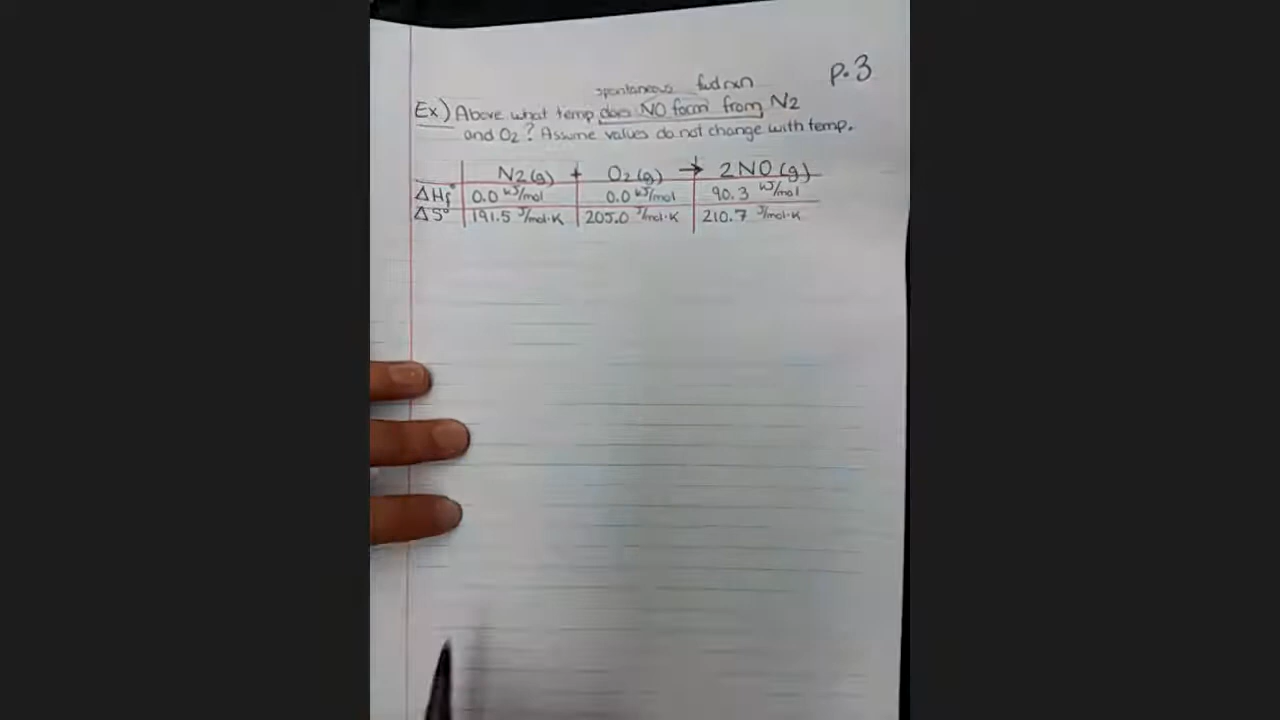 p.3
spontaneous fwd rxn
Ex) Above what temp does NO form from N2
and O2? Assume values do not change with temp.
N2(g) + O2(g) → 2NO(g)
ΔHf° 0.0 kJ/mol 0.0 kJ/mol 90.3 kJ/mol
ΔS° 191.5 J/mol·K 205.0 J/mol·K 210.7 J/mol·K